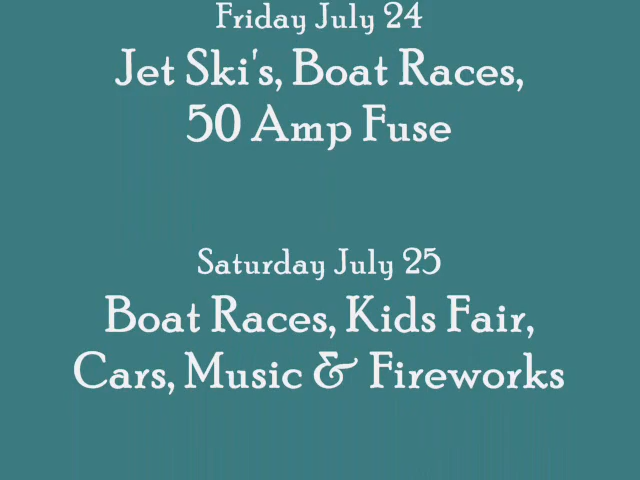 Friday July 24
Jet Ski's, Boat Races,
50 Amp Fuse
Saturday July 25
Boat Races, Kids Fair,
Cars, Music & Fireworks